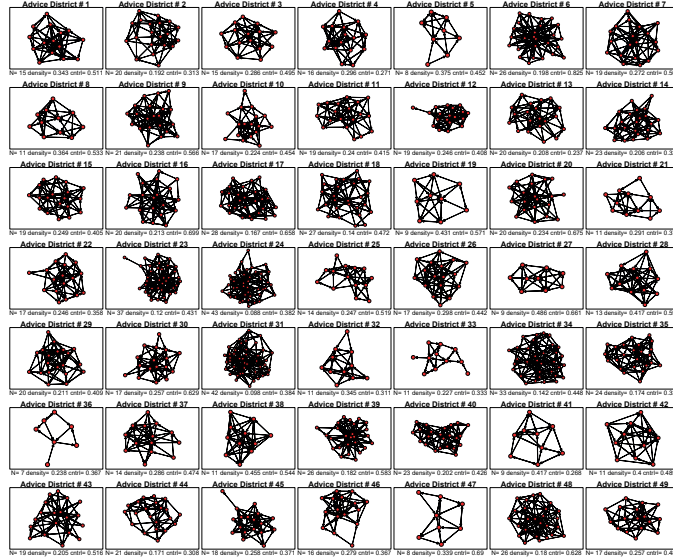 Advice District # 1 Advice District # 2 Advice District # 3 Advice District # 4 Advice District # 5 Advice District # 6 Advice District # 7
N= 15 density= 0.343 cntrl= 0.511 N= 20 density= 0.192 cntrl= 0.313 N= 15 density= 0.286 cntrl= 0.495 N= 16 density= 0.296 cntrl= 0.271 N= 8 density= 0.375 cntrl= 0.452 N= 26 density= 0.198 cntrl= 0.825 N= 19 density= 0.272 cntrl= 0.5
Advice District # 8 Advice District # 9 Advice District # 10 Advice District # 11 Advice District # 12 Advice District # 13 Advice District # 14
N= 11 density= 0.364 cntrl= 0.533 N= 21 density= 0.238 cntrl= 0.566 N= 17 density= 0.224 cntrl= 0.454 N= 19 density= 0.24 cntrl= 0.415 N= 19 density= 0.246 cntrl= 0.408 N= 20 density= 0.208 cntrl= 0.237 N= 23 density= 0.206 cntrl= 0.3
Advice District # 15 Advice District # 16 Advice District # 17 Advice District # 18 Advice District # 19 Advice District # 20 Advice District # 21
N= 19 density= 0.249 cntrl= 0.405 N= 20 density= 0.213 cntrl= 0.699 N= 28 density= 0.167 cntrl= 0.658 N= 27 density= 0.14 cntrl= 0.472 N= 9 density= 0.431 cntrl= 0.571 N= 20 density= 0.234 cntrl= 0.675 N= 11 density= 0.291 cntrl= 0.3
Advice District # 22 Advice District # 23 Advice District # 24 Advice District # 25 Advice District # 26 Advice District # 27 Advice District # 28
N= 17 density= 0.246 cntrl= 0.358 N= 37 density= 0.12 cntrl= 0.431 N= 43 density= 0.088 cntrl= 0.382 N= 14 density= 0.247 cntrl= 0.519 N= 17 density= 0.298 cntrl= 0.442 N= 9 density= 0.486 cntrl= 0.661 N= 13 density= 0.417 cntrl= 0.5
Advice District # 29 Advice District # 30 Advice District # 31 Advice District # 32 Advice District # 33 Advice District # 34 Advice District # 35
N= 20 density= 0.211 cntrl= 0.409 N= 17 density= 0.257 cntrl= 0.629 N= 42 density= 0.098 cntrl= 0.384 N= 11 density= 0.345 cntrl= 0.311 N= 11 density= 0.227 cntrl= 0.333 N= 33 density= 0.142 cntrl= 0.448 N= 24 density= 0.174 cntrl= 0.3
Advice District # 36 Advice District # 37 Advice District # 38 Advice District # 39 Advice District # 40 Advice District # 41 Advice District # 42
N= 7 density= 0.238 cntrl= 0.367 N= 14 density= 0.286 cntrl= 0.474 N= 11 density= 0.455 cntrl= 0.544 N= 26 density= 0.182 cntrl= 0.583 N= 23 density= 0.202 cntrl= 0.426 N= 9 density= 0.417 cntrl= 0.268 N= 11 density= 0.4 cntrl= 0.48
Advice District # 43 Advice District # 44 Advice District # 45 Advice District # 46 Advice District # 47 Advice District # 48 Advice District # 49
N= 19 density= 0.205 cntrl= 0.516 N= 21 density= 0.171 cntrl= 0.308 N= 18 density= 0.258 cntrl= 0.371 N= 16 density= 0.279 cntrl= 0.367 N= 8 density= 0.339 cntrl= 0.69 N= 26 density= 0.18 cntrl= 0.628 N= 17 density= 0.257 cntrl= 0.4